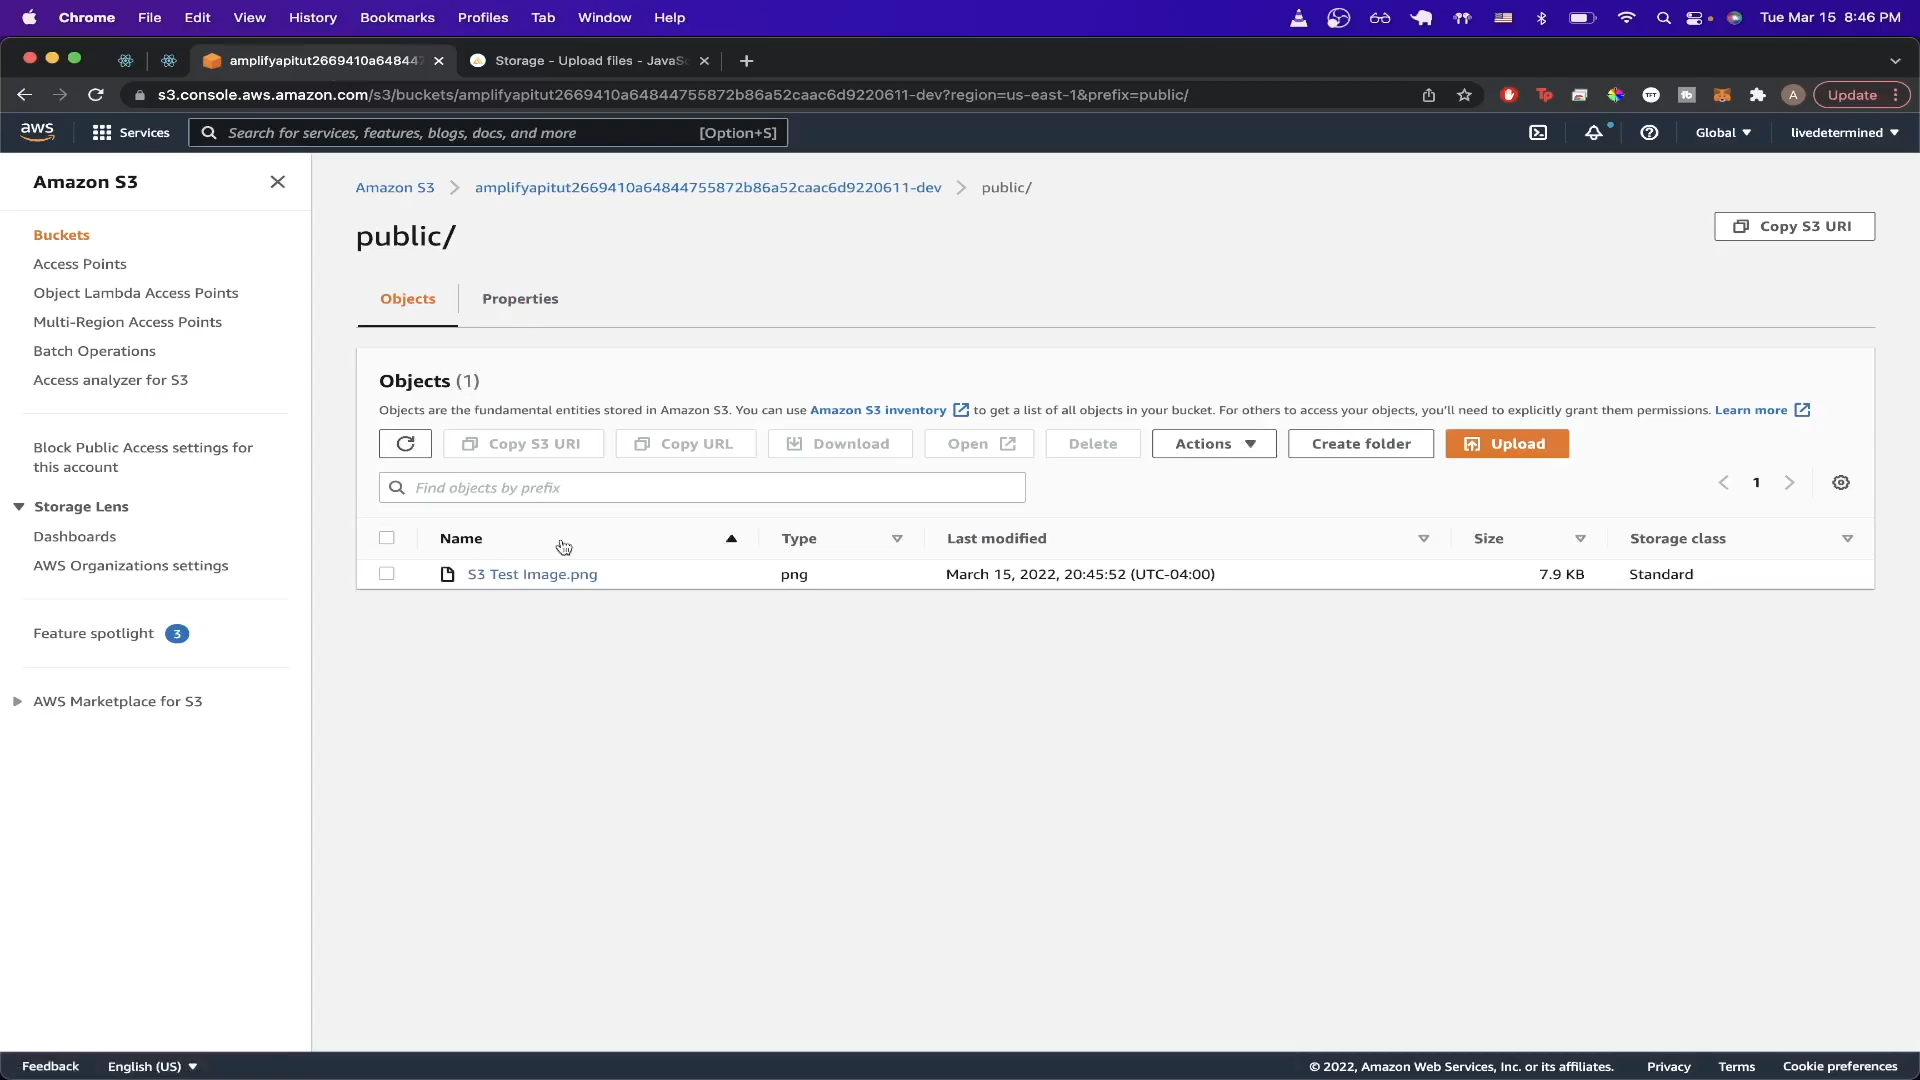 Chrome File Edit View History Bookmarks Profiles Tab Window Help Tue Mar 15 8:46 PM
amplifyapitut2669410a64844 Storage - Upload files - JavaS
s3.console.aws.amazon.com/s3/buckets/amplifyapitut2669410a64844755872b86a52caac6d9220611-dev?region=us-east-1&prefix=public/ Update
aws Services Search for services, features, blogs, docs, and more [Option+S] Global livedetermined
Amazon S3
Buckets
Access Points
Object Lambda Access Points
Multi-Region Access Points
Batch Operations
Access analyzer for S3
Block Public Access settings for
this account
Storage Lens
Dashboards
AWS Organizations settings
Feature spotlight 3
AWS Marketplace for S3
Amazon S3 amplifyapitut2669410a64844755872b86a52caac6d9220611-dev public/
public/
Copy S3 URI
Objects Properties
Objects (1)
Objects are the fundamental entities stored in Amazon S3. You can use Amazon S3 inventory to get a list of all objects in your bucket. For others to access your objects, you'll need to explicitly grant them permissions. Learn more
Copy S3 URI Copy URL Download Open Delete Actions Create folder Upload
Find objects by prefix
1
Name Type Last modified Size Storage class
S3 Test Image.png png March 15, 2022, 20:45:52 (UTC-04:00) 7.9 KB Standard
Feedback English (US) © 2022, Amazon Web Services, Inc. or its affiliates. Privacy Terms Cookie preferences